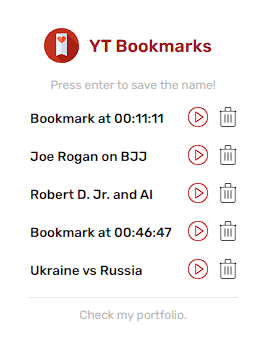 YT Bookmarks
Press enter to save the name!
Bookmark at 00:11:11
Joe Rogan on BJJ
Robert D. Jr. and AI
Bookmark at 00:46:47
Ukraine vs Russia
Check my portfolio.